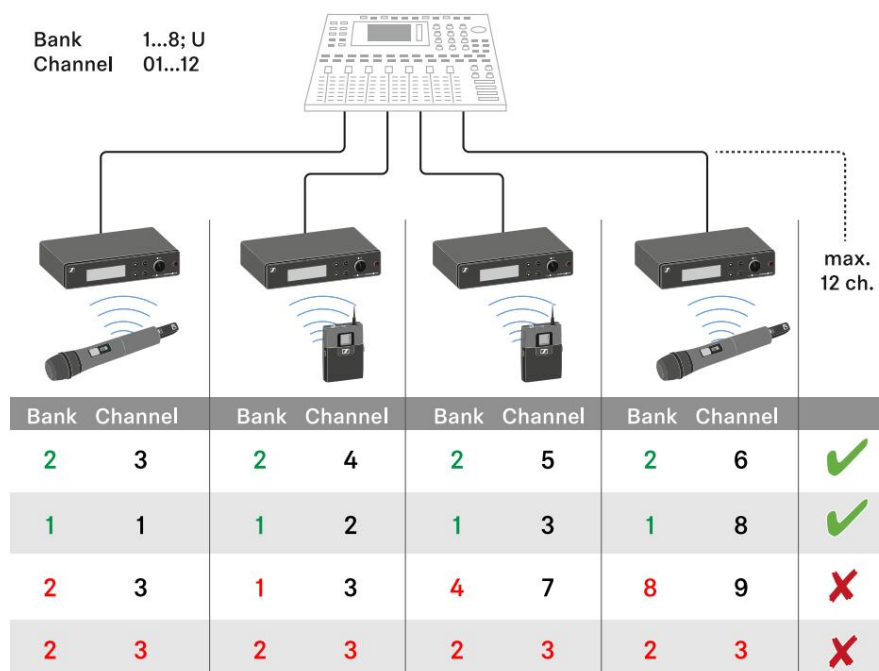 Bank 1...8; U
Channel 01...12
max.
12 ch.
Bank Channel Bank Channel Bank Channel Bank Channel
2 3 2 4 2 5 2 6
1 1 1 2 1 3 1 8
2 3 1 3 4 7 8 9
2 3 2 3 2 3 2 3